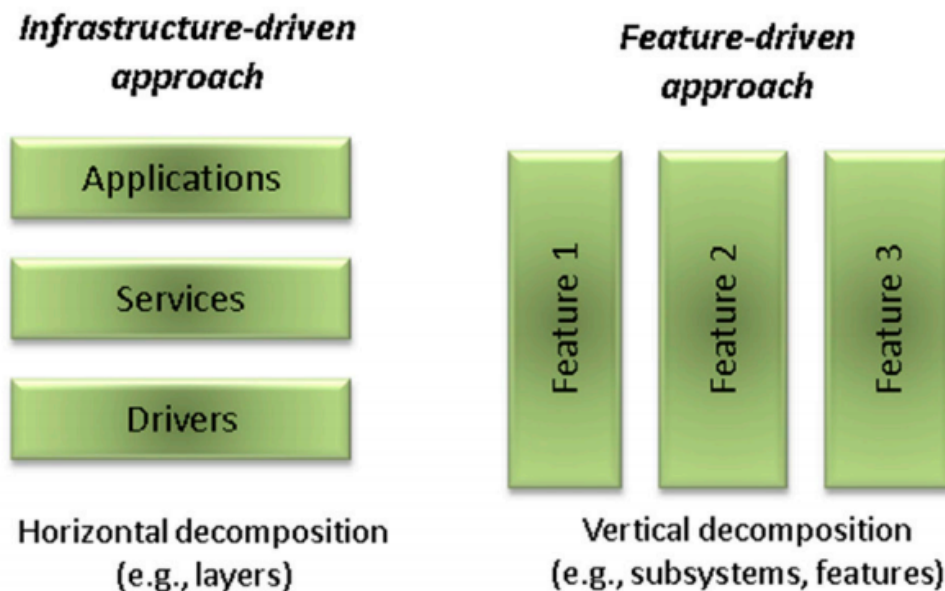 Infrastructure-driven
approach
Applications
Services
Drivers
Horizontal decomposition
(e.g., layers)
Feature-driven
approach
Feature 1
Feature 2
Feature 3
Vertical decomposition
(e.g., subsystems, features)